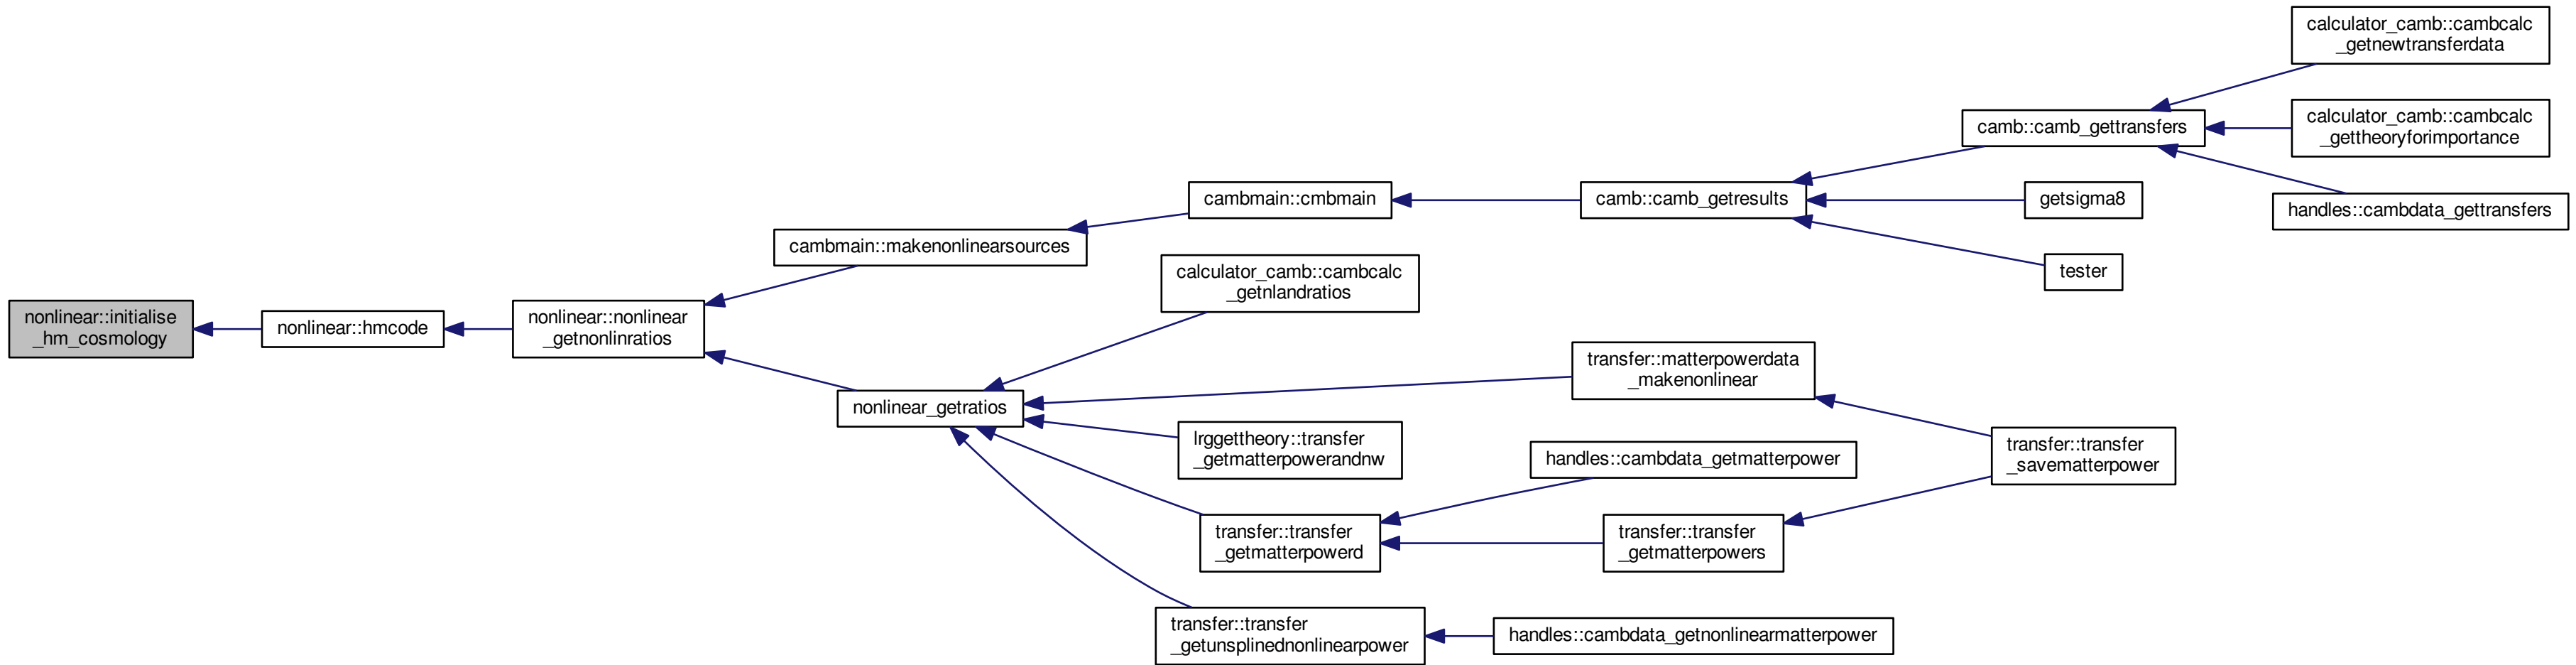 calculator_camb::cambcalc
_getnewtransferdata
calculator_camb::cambcalc
_gettheoryforimportance
camb::camb_gettransfers
handles::cambdata_gettransfers
cambmain::cmbmain
camb::camb_getresults
getsigma8
cambmain::makenonlinearsources
tester
calculator_camb::cambcalc
_getnlandratios
nonlinear::initialise
_hm_cosmology
nonlinear::hmcode
nonlinear::nonlinear
_getnonlinratios
transfer::matterpowerdata
_makenonlinear
nonlinear_getratios
lrggettheory::transfer
_getmatterpowerandnw
handles::cambdata_getmatterpower
transfer::transfer
_savematterpower
transfer::transfer
_getmatterpowerd
transfer::transfer
_getmatterpowers
transfer::transfer
_getunsplinednonlinearpower
handles::cambdata_getnonlinearmatterpower